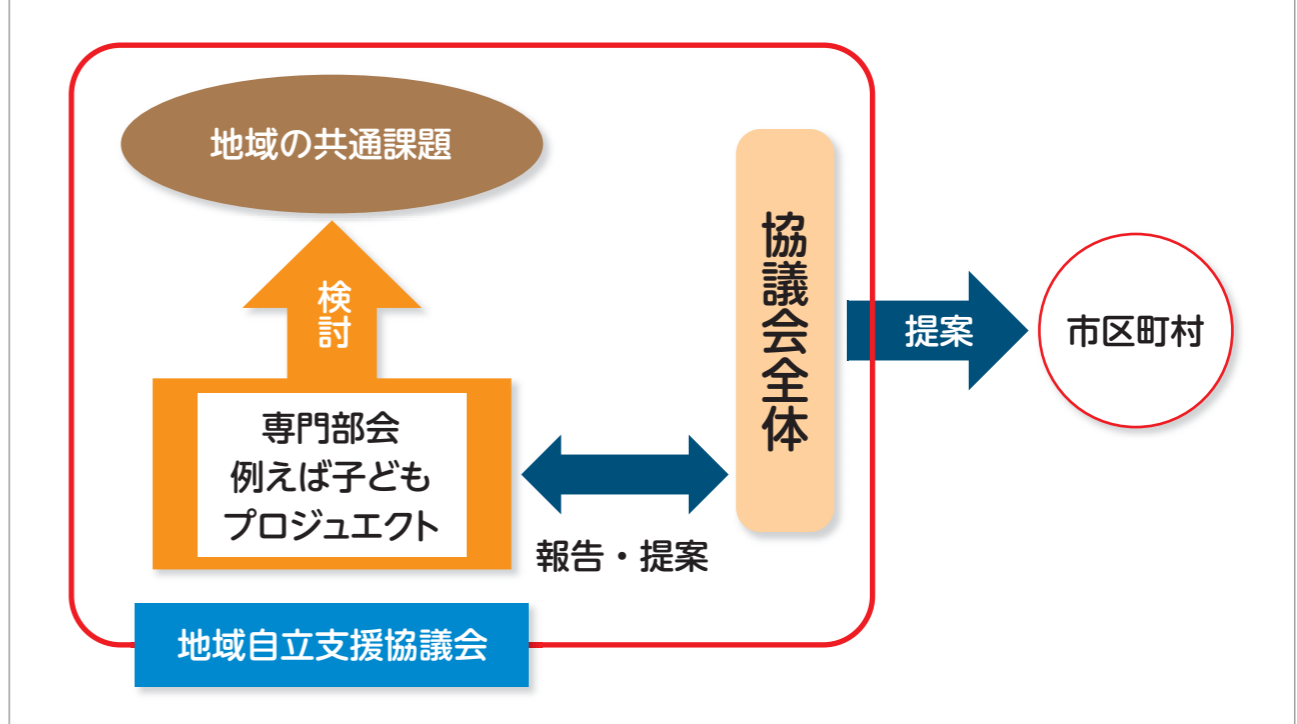 地域の共通課題
検討
専門部会
例えば子ども
プロジュエクト
報告・提案
協議会全体
提案
市区町村
地域自立支援協議会